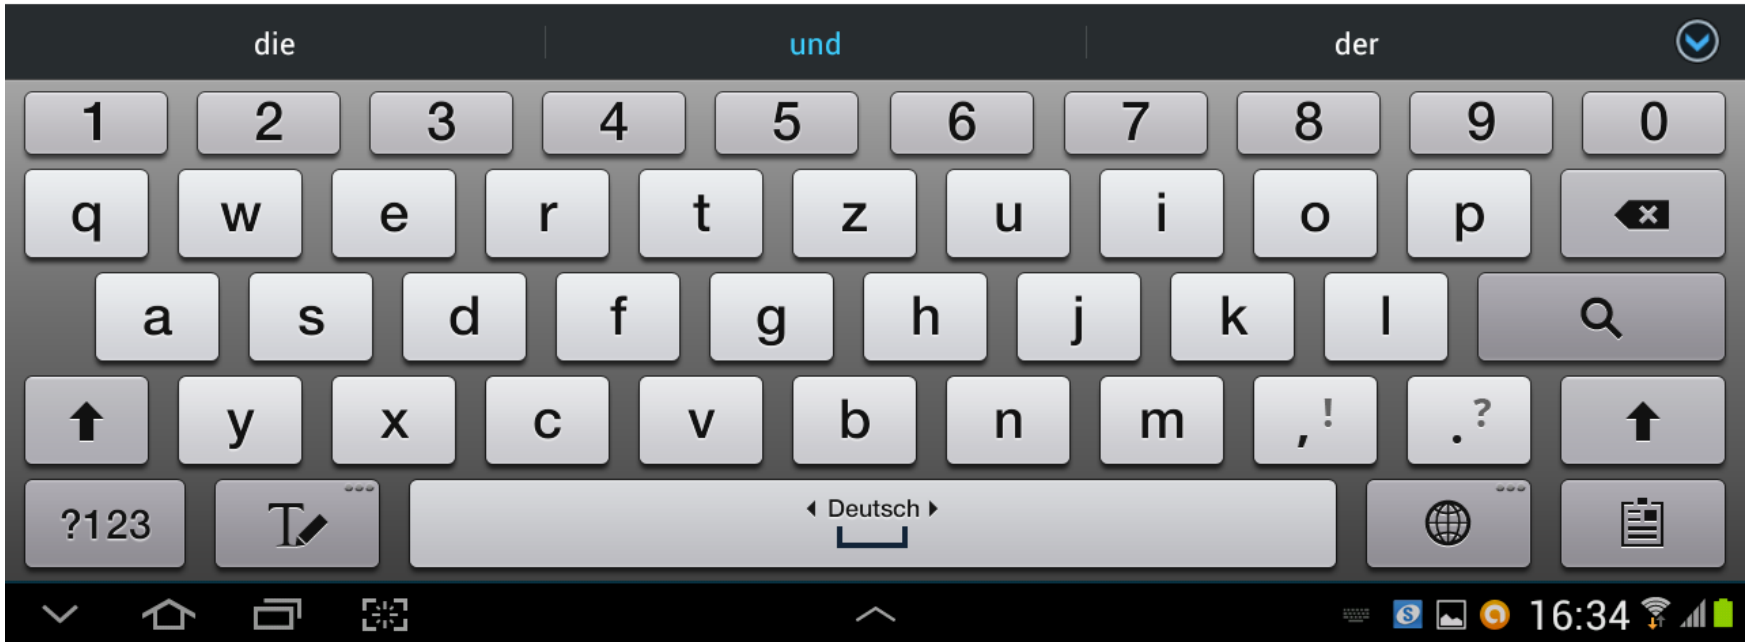 die und der
1 2 3 4 5 6 7 8 9 0
q w e r t z u i o p
a s d f g h j k l
y x c v b n m , ! . ?
?123 T Deutsch
S 16:34